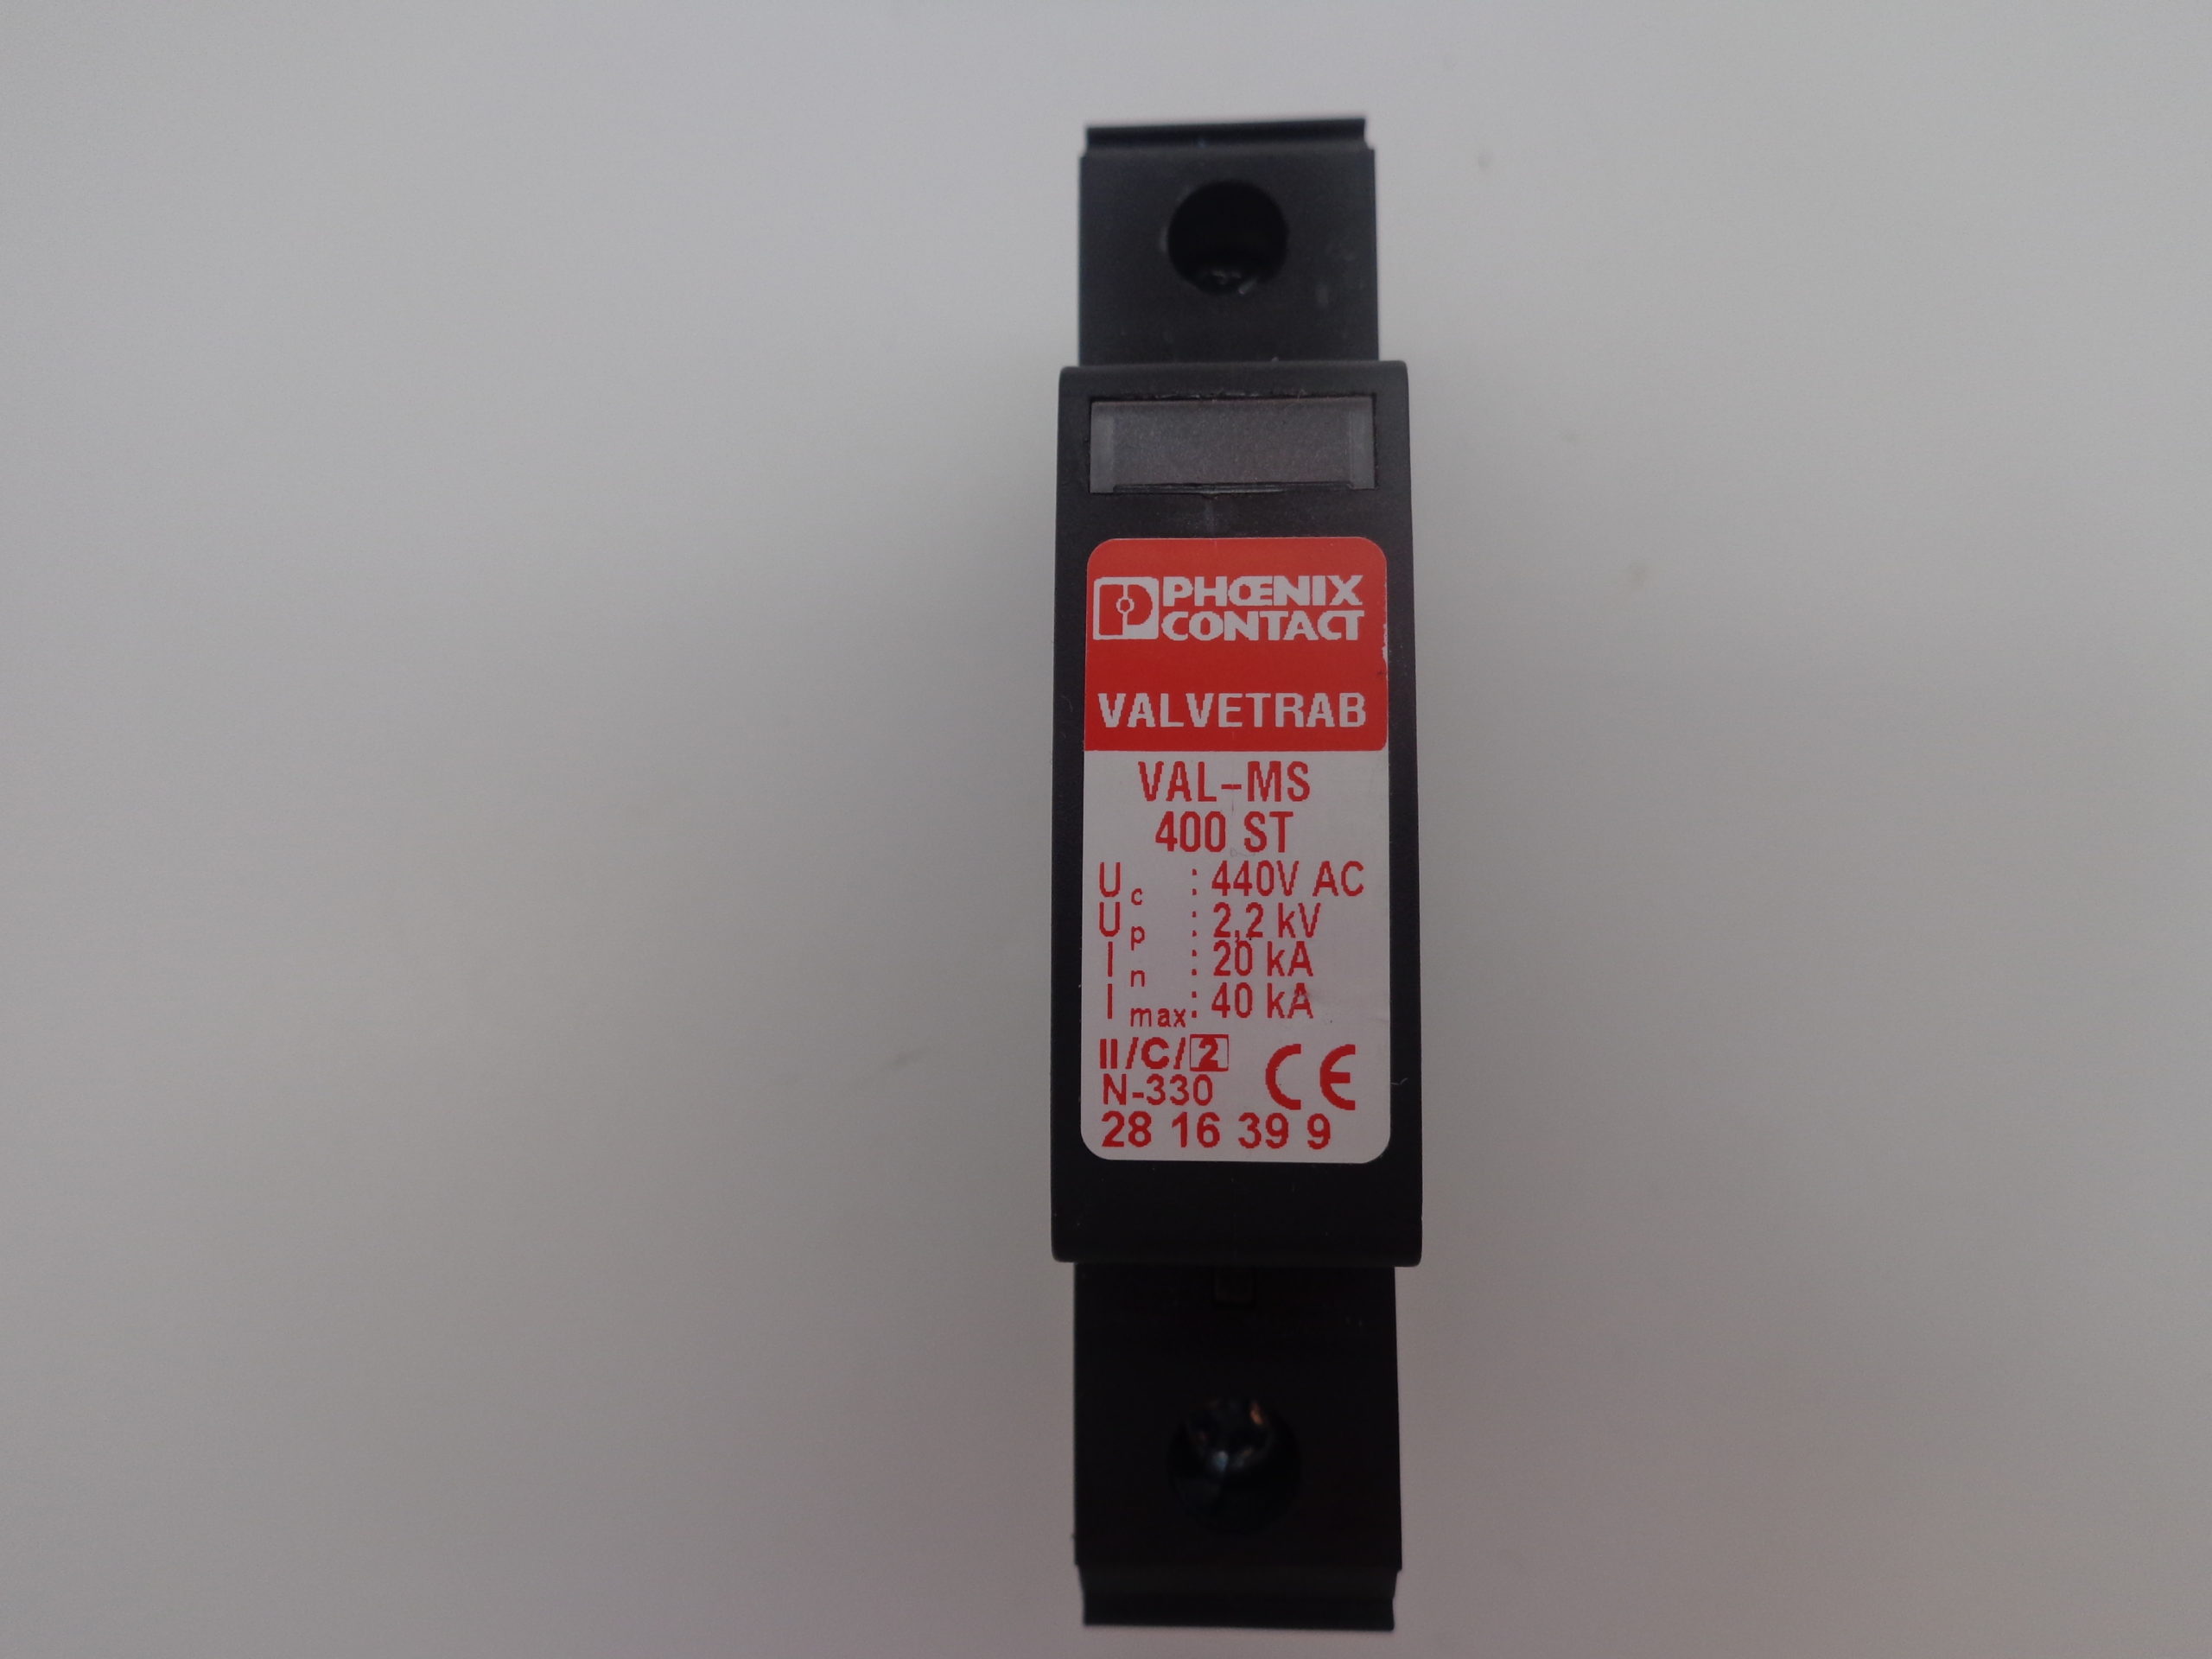 PHŒNIX
CONTACT
VALVETRAB
VAL-MS
400 ST
Uc : 440V AC
Up : 2,2 kV
In : 20 kA
Imax: 40 kA
II/C/2 CE
N-330
28 16 39 9